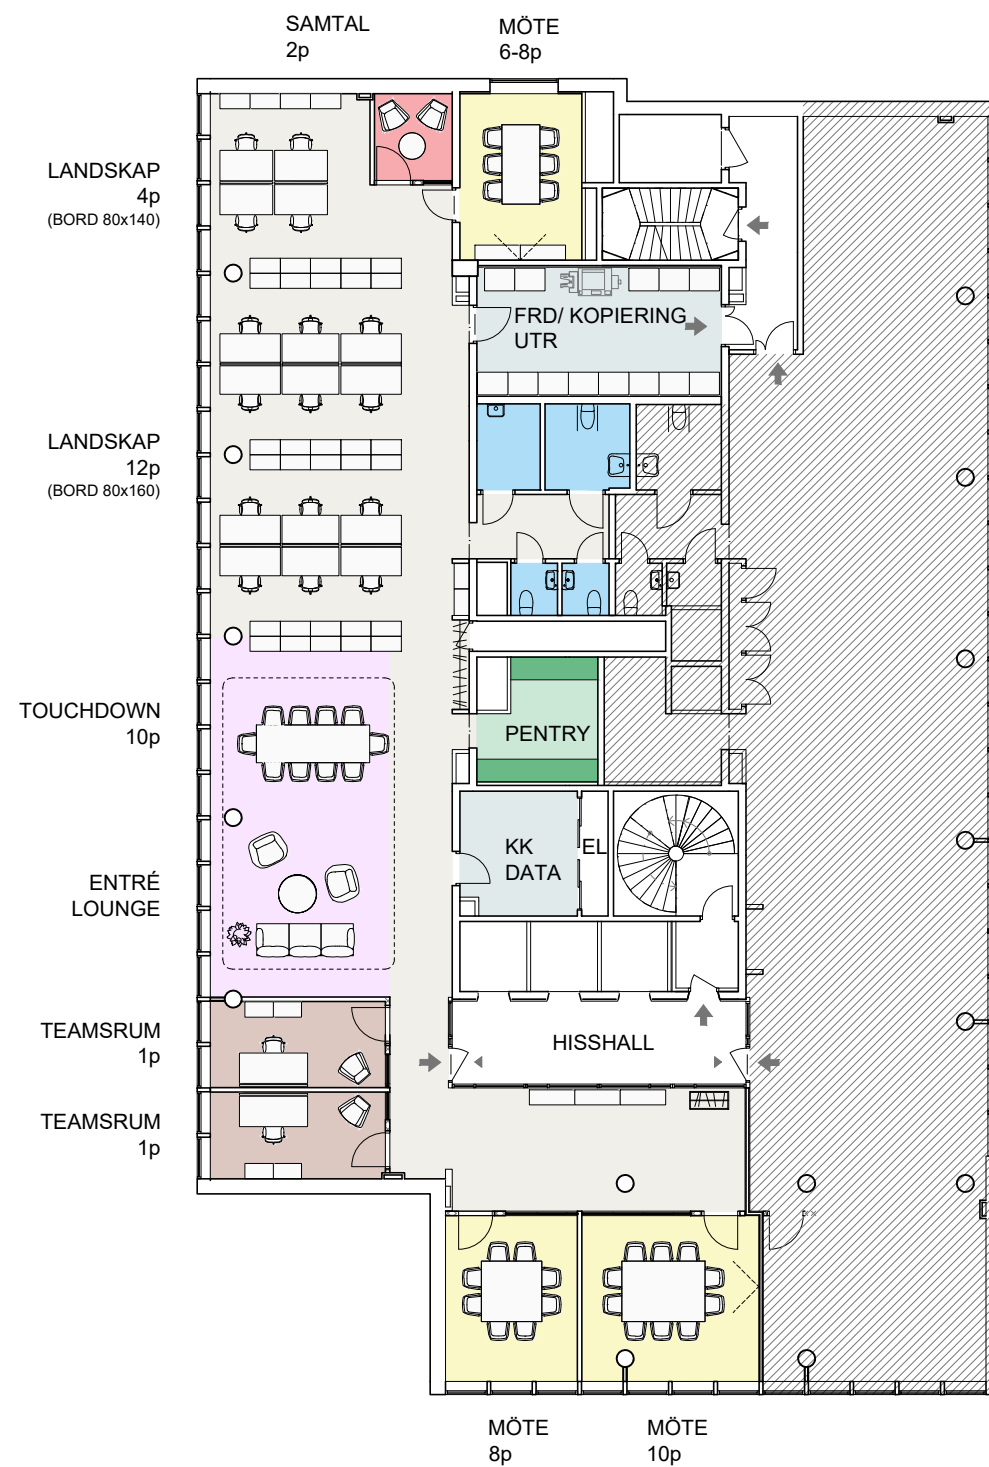 SAMTAL
2p
MÖTE
6-8p
LANDSKAP
4p
(BORD 80x140)
FRD/ KOPIERING
UTR
LANDSKAP
12p
(BORD 80x160)
TOUCHDOWN
10p
PENTRY
KK
DATA
EL
ENTRÉ
LOUNGE
TEAMSRUM
1p
HISSHALL
TEAMSRUM
1p
MÖTE
8p
MÖTE
10p